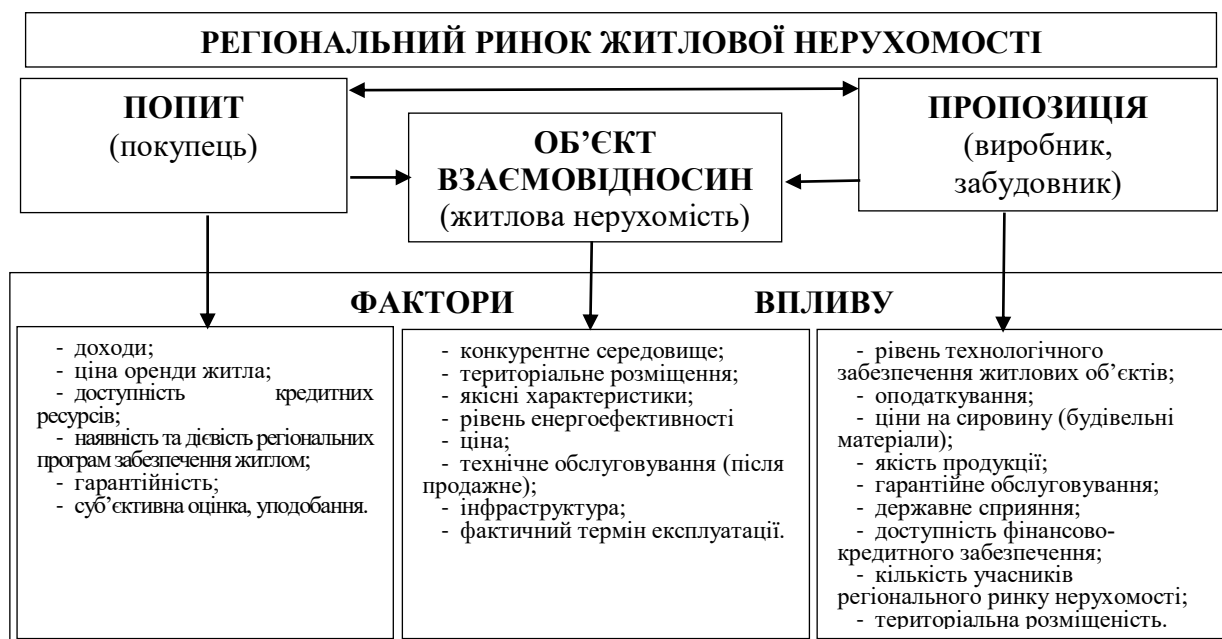 РЕГІОНАЛЬНИЙ РИНОК ЖИТЛОВОЇ НЕРУХОМОСТІ
ПОПИТ
(покупець)
ОБ’ЄКТ
ВЗАЄМОВІДНОСИН
(житлова нерухомість)
ПРОПОЗИЦІЯ
(виробник,
забудовник)
ФАКТОРИ ВПЛИВУ
- доходи;
- ціна оренди житла;
- доступність кредитних
ресурсів;
- наявність та дієвість регіональних
програм забезпечення житлом;
- гарантійність;
- суб’єктивна оцінка, уподобання.
- конкурентне середовище;
- територіальне розміщення;
- якісні характеристики;
- рівень енергоефективності
- ціна;
- технічне обслуговування (після
продажне);
- інфраструктура;
- фактичний термін експлуатації.
- рівень технологічного
забезпечення житлових об’єктів;
- оподаткування;
- ціни на сировину (будівельні
матеріали);
- якість продукції;
- гарантійне обслуговування;
- державне сприяння;
- доступність фінансово-
кредитного забезпечення;
- кількість учасників
регіонального ринку нерухомості;
- територіальна розміщеність.